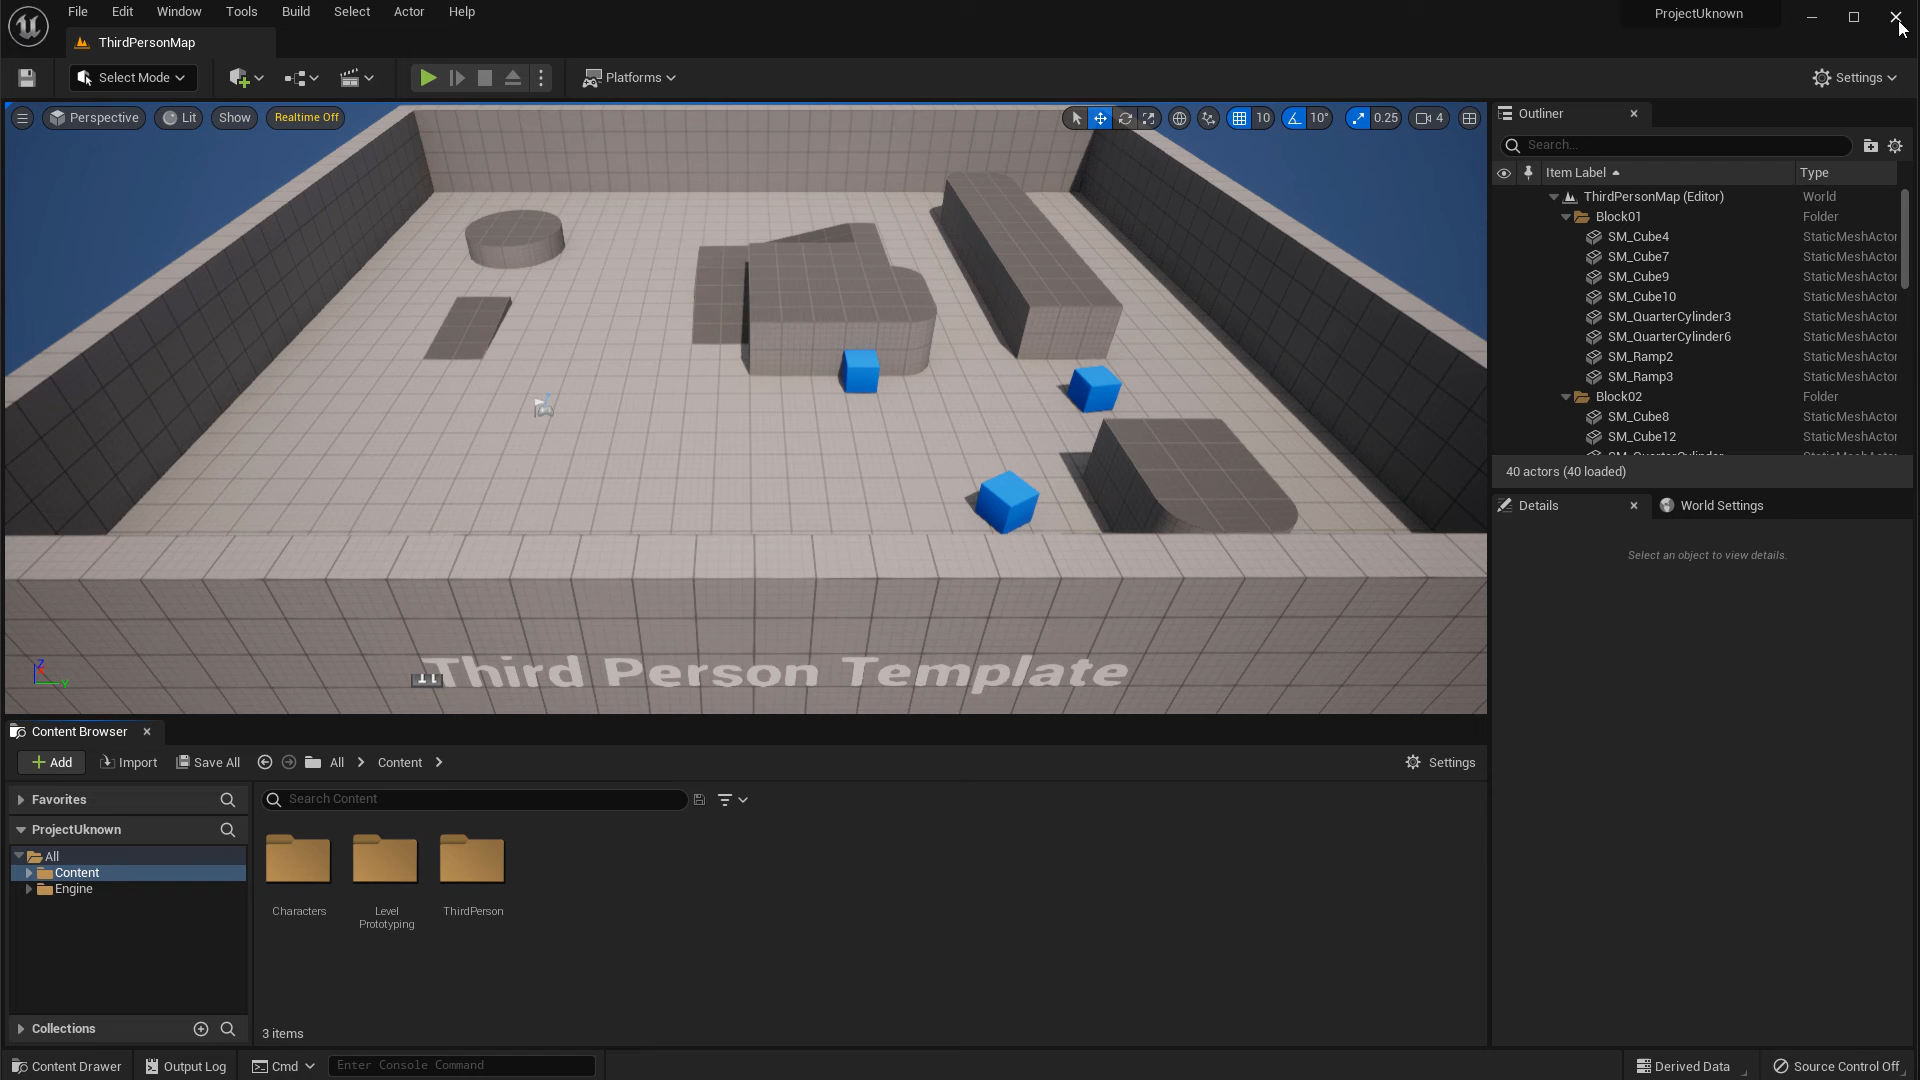 File Edit Window Tools Build Select Actor Help
ProjectUknown
ThirdPersonMap
Select Mode
Platforms
Settings
Perspective Lit Show Realtime Off
10 10° 0.25 4
Outliner
Search...
Item Label Type
ThirdPersonMap (Editor) World
Block01 Folder
SM_Cube4 StaticMeshActor
SM_Cube7 StaticMeshActor
SM_Cube9 StaticMeshActor
SM_Cube10 StaticMeshActor
SM_QuarterCylinder3 StaticMeshActor
SM_QuarterCylinder6 StaticMeshActor
SM_Ramp2 StaticMeshActor
SM_Ramp3 StaticMeshActor
Block02 Folder
SM_Cube8 StaticMeshActor
SM_Cube12 StaticMeshActor
40 actors (40 loaded)
Details World Settings
Select an object to view details.
Third Person Template
Z
Y
Content Browser
Add Import Save All All Content Settings
Favorites
Search Content
ProjectUknown
All
Content
Engine
Characters
Level
Prototyping
ThirdPerson
Collections
3 items
Content Drawer Output Log Cmd Enter Console Command Derived Data Source Control Off